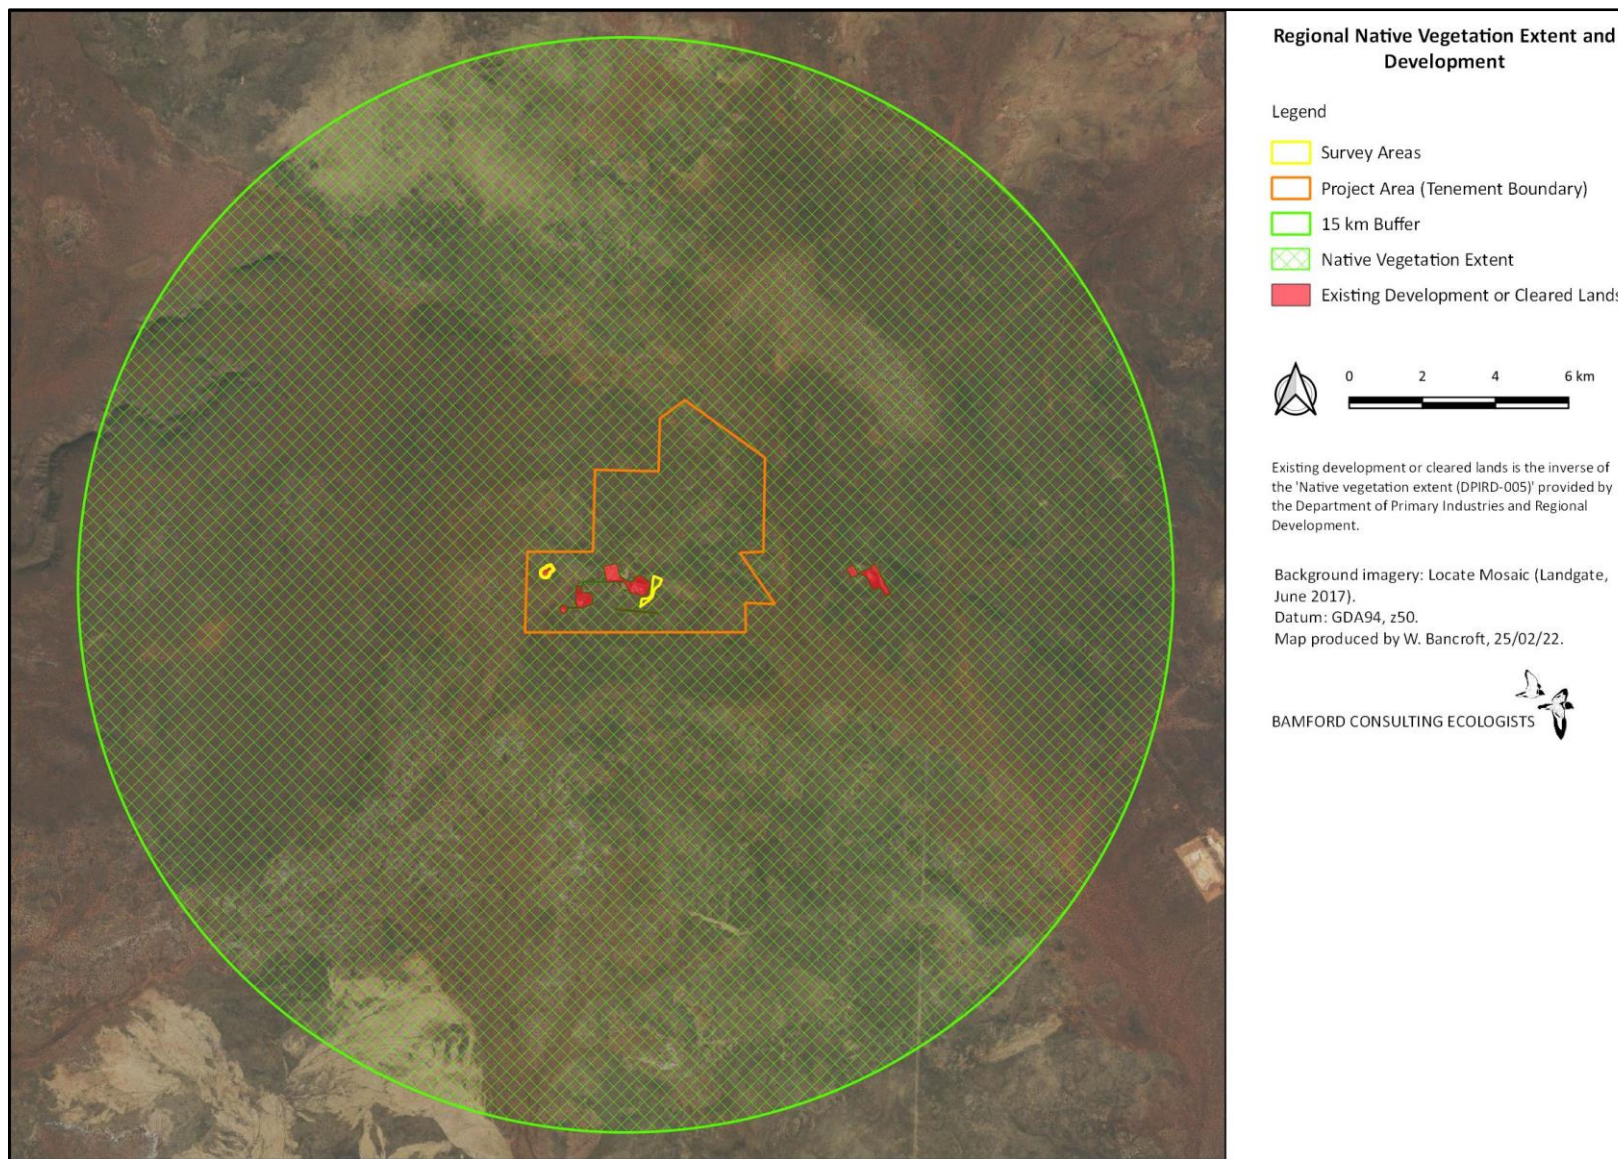 Regional Native Vegetation Extent and
Development
Legend
Survey Areas
Project Area (Tenement Boundary)
15 km Buffer
Native Vegetation Extent
Existing Development or Cleared Lands
0 2 4 6 km
Existing development or cleared lands is the inverse of
the 'Native vegetation extent (DPIRD-005)' provided by
the Department of Primary Industries and Regional
Development.
Background imagery: Locate Mosaic (Landgate,
June 2017).
Datum: GDA94, z50.
Map produced by W. Bancroft, 25/02/22.
BAMFORD CONSULTING ECOLOGISTS